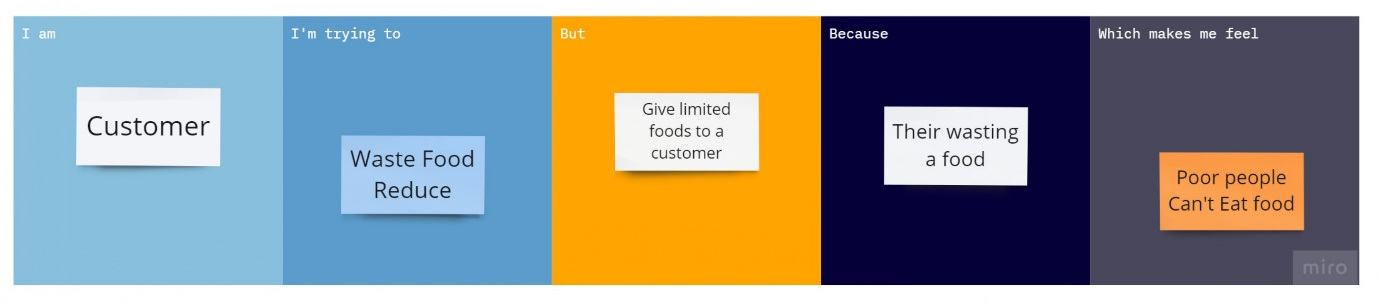 I am
Customer
I'm trying to
Waste Food
Reduce
But
Give limited
foods to a
customer
Because
Their wasting
a food
Which makes me feel
Poor people
Can't Eat food
miro